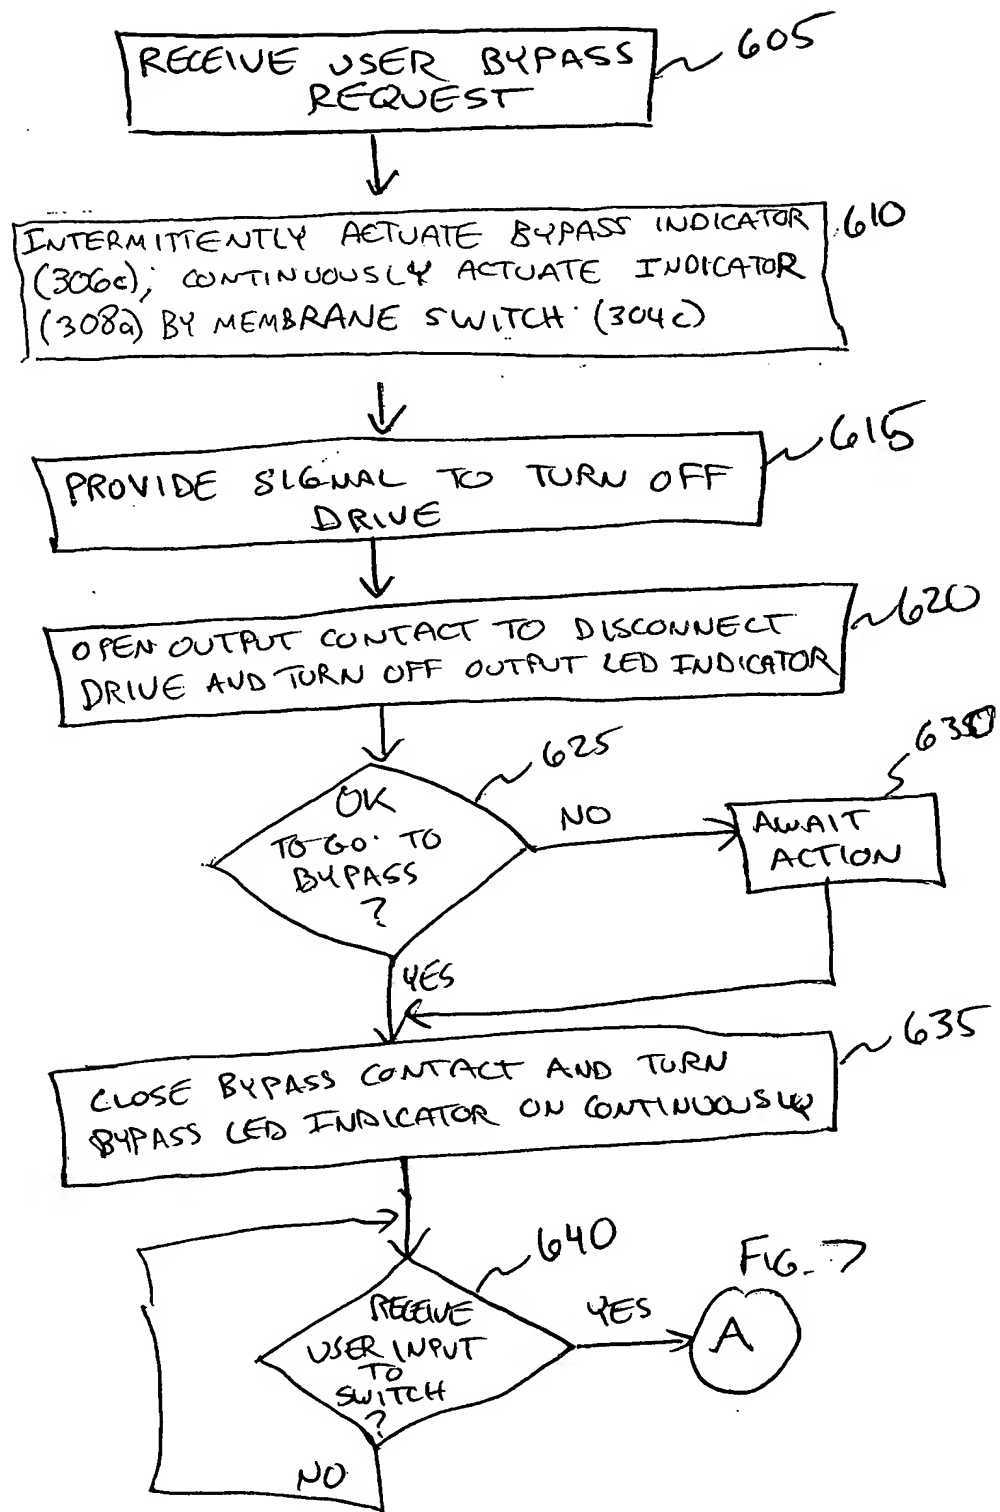 RECEIVE USER BYPASS
REQUEST
605
INTERMITTENTLY ACTUATE BYPASS INDICATOR
(306c); CONTINUOUSLY ACTUATE INDICATOR
(308a) BY MEMBRANE SWITCH (304c)
610
PROVIDE SIGNAL TO TURN OFF
DRIVE
615
OPEN OUTPUT CONTACT TO DISCONNECT
DRIVE AND TURN OFF OUTPUT LED INDICATOR
620
OK
TO GO TO
BYPASS
?
625
NO
AWAIT
ACTION
630
YES
CLOSE BYPASS CONTACT AND TURN
BYPASS LED INDICATOR ON CONTINUOUSLY
635
RECEIVE
USER INPUT
TO
SWITCH
?
640
YES
FIG. 7
A
NO